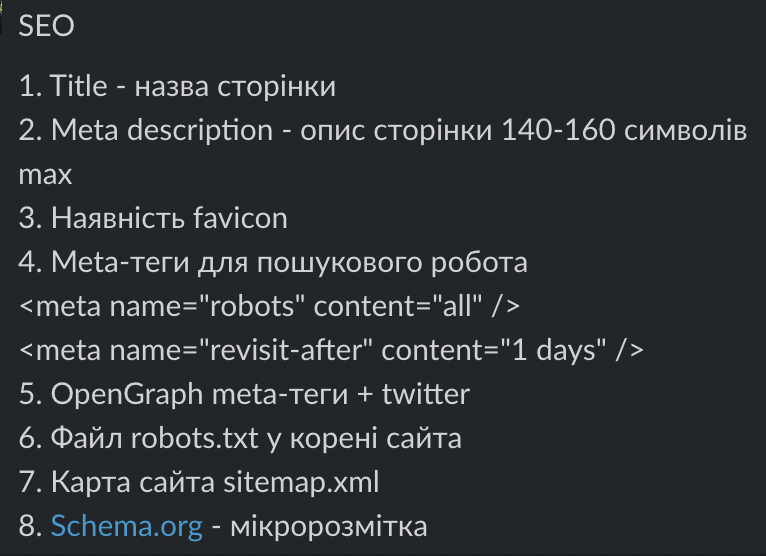 SEO
1. Title - назва сторінки
2. Meta description - опис сторінки 140-160 символів
max
3. Наявність favicon
4. Meta-теги для пошукового робота
<meta name="robots" content="all" />
<meta name="revisit-after" content="1 days" />
5. OpenGraph meta-теги + twitter
6. Файл robots.txt у корені сайта
7. Карта сайта sitemap.xml
8. Schema.org - мікророзмітка